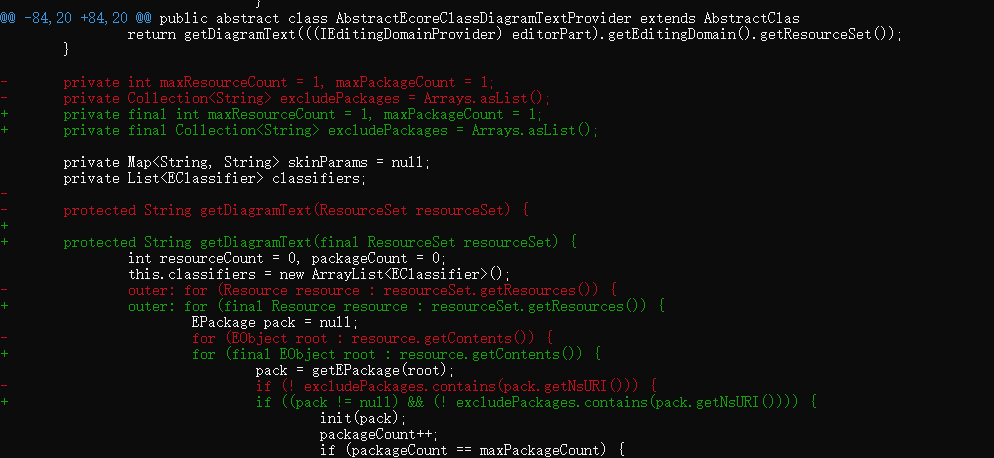 }
@@ -84,20 +84,20 @@ public abstract class AbstractEcoreClassDiagramTextProvider extends AbstractClas
return getDiagramText(((IEditingDomainProvider) editorPart).getEditingDomain().getResourceSet());
}
- private int maxResourceCount = 1, maxPackageCount = 1;
- private Collection<String> excludePackages = Arrays.asList();
+ private final int maxResourceCount = 1, maxPackageCount = 1;
+ private final Collection<String> excludePackages = Arrays.asList();
private Map<String, String> skinParams = null;
private List<EClassifier> classifiers;
-
- protected String getDiagramText(ResourceSet resourceSet) {
+
+ protected String getDiagramText(final ResourceSet resourceSet) {
int resourceCount = 0, packageCount = 0;
this.classifiers = new ArrayList<EClassifier>();
- outer: for (Resource resource : resourceSet.getResources()) {
+ outer: for (final Resource resource : resourceSet.getResources()) {
EPackage pack = null;
- for (EObject root : resource.getContents()) {
+ for (final EObject root : resource.getContents()) {
pack = getEPackage(root);
- if (! excludePackages.contains(pack.getNsURI())) {
+ if ((pack != null) && (! excludePackages.contains(pack.getNsURI()))) {
init(pack);
packageCount++;
if (packageCount == maxPackageCount) {